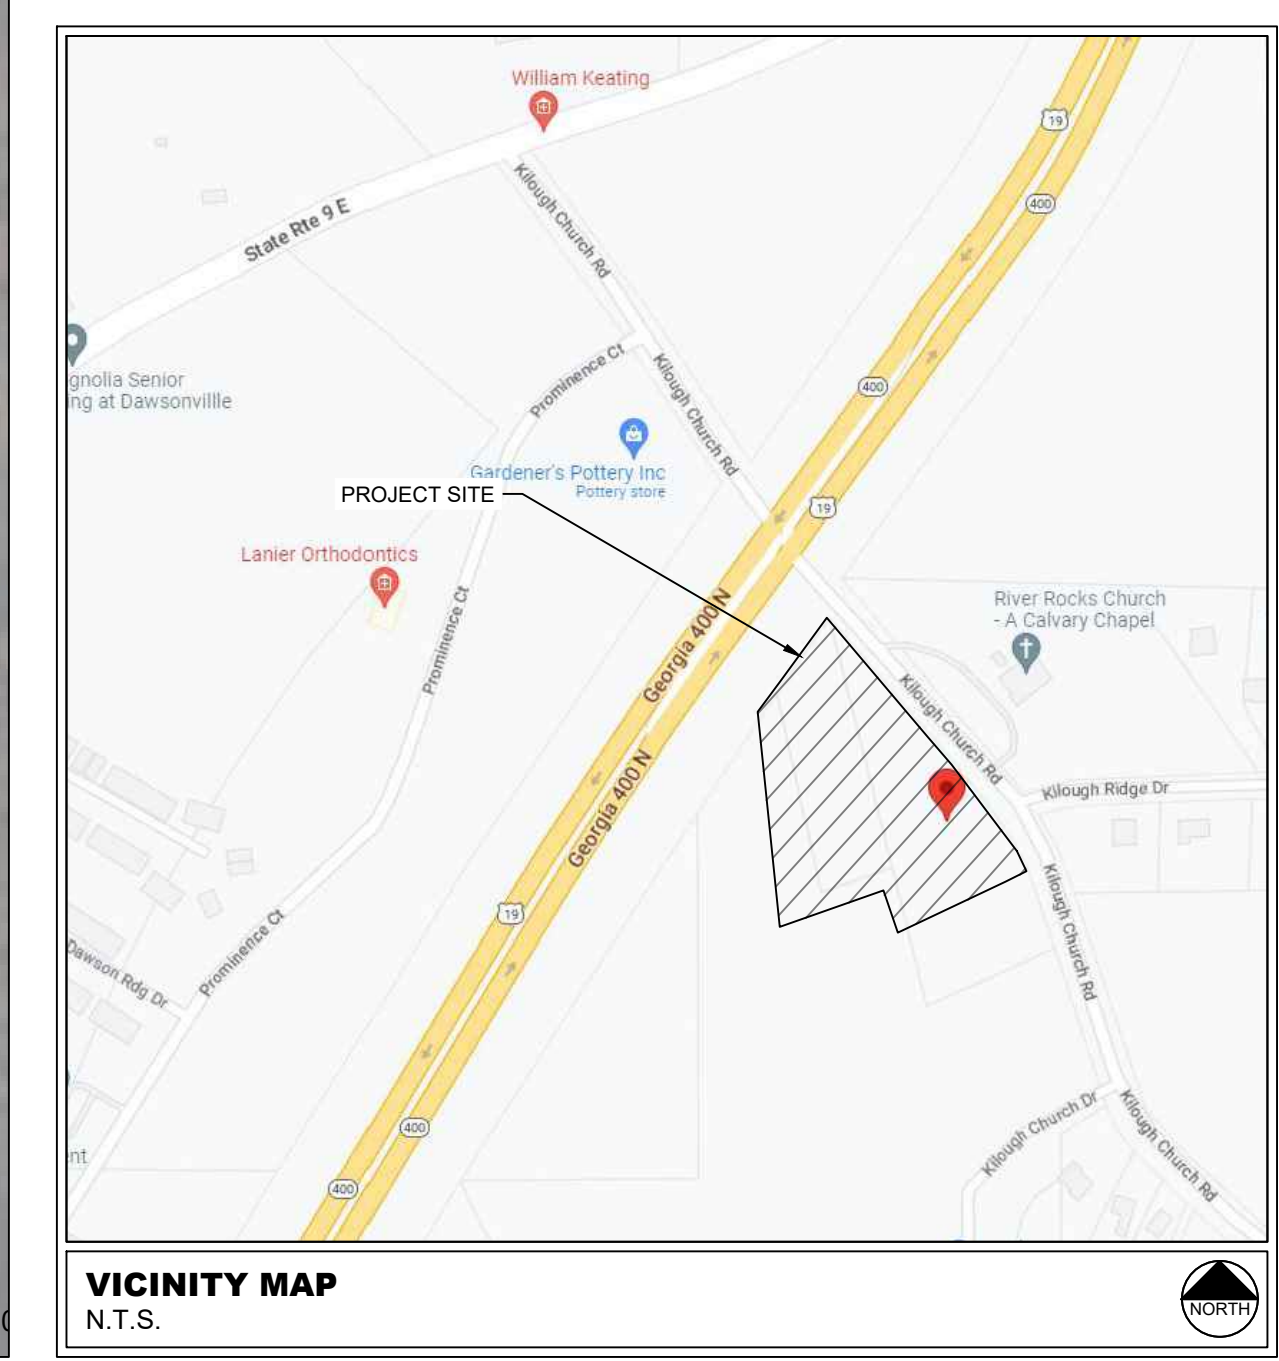 William Keating
19
Kilough Church Rd
400
State Rte 9 E
gnolia Senior
ing at Dawsonvillle
Prominence Ct
Kilough Church Rd
400
Gardener's Pottery Inc
Pottery store
PROJECT SITE
19
Lanier Orthodontics
Georgia 400 N
River Rocks Church
- A Calvary Chapel
Prominence Ct
Kilough Church Rd
Georgia 400 N
Kilough Ridge Dr
19
Kilough Church Rd
Prominence Ct
Dawson Rdg Dr
400
Kilough Church Dr
Kilough Church Rd
nt
400
VICINITY MAP
N.T.S.
NORTH